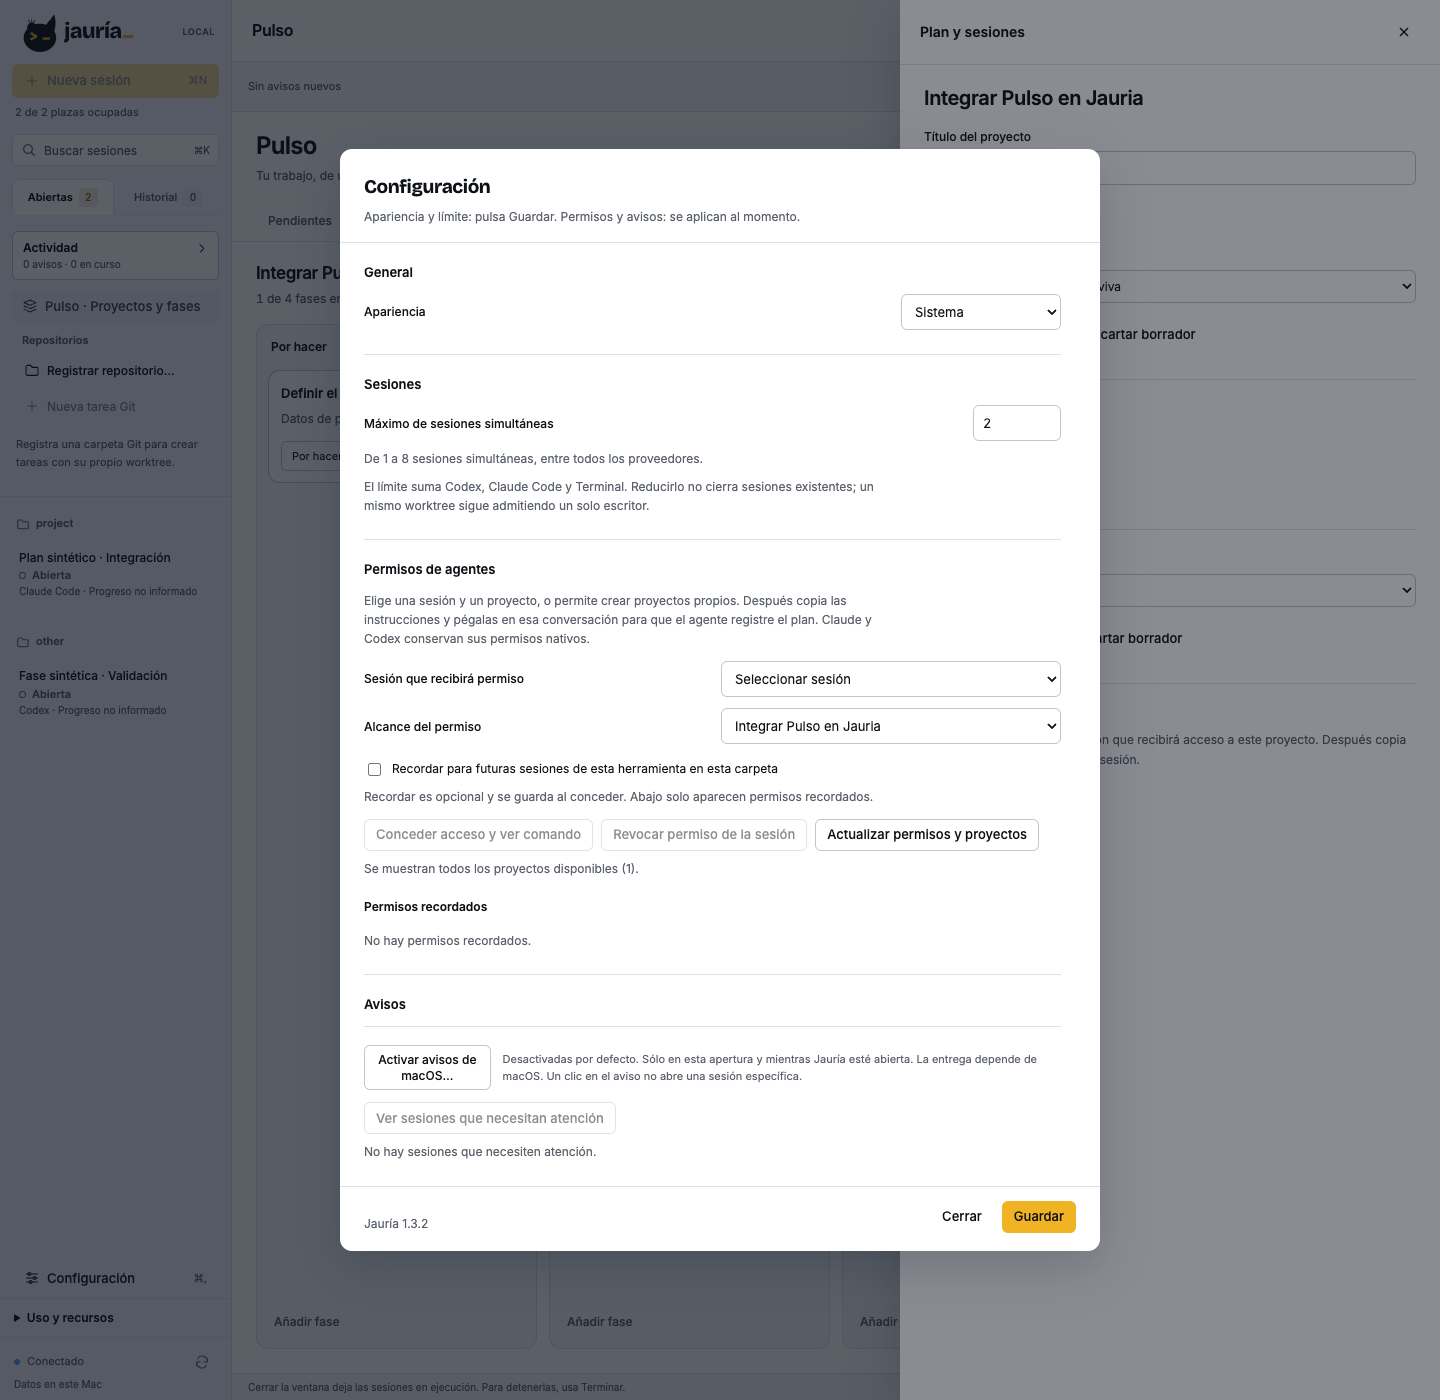 jauría_
LOCAL
Nueva sesión
⌘N
2 de 2 plazas ocupadas
Buscar sesiones
⌘K
Abiertas 2
Historial 0
Actividad
0 avisos · 0 en curso
Pulso · Proyectos y fases
Repositorios
Registrar repositorio...
Nueva tarea Git
Registra una carpeta Git para crear
tareas con su propio worktree.
project
Plan sintético · Integración
Abierta
Claude Code · Progreso no informado
other
Fase sintética · Validación
Abierta
Codex · Progreso no informado
Configuración
⌘,
Uso y recursos
Conectado
Datos en este Mac
Pulso
Sin avisos nuevos
Pulso
Tu trabajo, de
Pendientes
Integrar Pu
1 de 4 fases en
Por hacer
Definir el
Datos de p
Por hacer
Añadir fase
Añadir fase
Añadir
Cerrar la ventana deja las sesiones en ejecución. Para detenerlas, usa Terminar.
Configuración
Apariencia y límite: pulsa Guardar. Permisos y avisos: se aplican al momento.
General
Apariencia
Sistema
Sesiones
Máximo de sesiones simultáneas
2
De 1 a 8 sesiones simultáneas, entre todos los proveedores.
El límite suma Codex, Claude Code y Terminal. Reducirlo no cierra sesiones existentes; un
mismo worktree sigue admitiendo un solo escritor.
Permisos de agentes
Elige una sesión y un proyecto, o permite crear proyectos propios. Después copia las
instrucciones y pégalas en esa conversación para que el agente registre el plan. Claude y
Codex conservan sus permisos nativos.
Sesión que recibirá permiso
Seleccionar sesión
Alcance del permiso
Integrar Pulso en Jauria
Recordar para futuras sesiones de esta herramienta en esta carpeta
Recordar es opcional y se guarda al conceder. Abajo solo aparecen permisos recordados.
Conceder acceso y ver comando
Revocar permiso de la sesión
Actualizar permisos y proyectos
Se muestran todos los proyectos disponibles (1).
Permisos recordados
No hay permisos recordados.
Avisos
Activar avisos de
macOS...
Desactivadas por defecto. Sólo en esta apertura y mientras Jauría esté abierta. La entrega depende de
macOS. Un clic en el aviso no abre una sesión específica.
Ver sesiones que necesitan atención
No hay sesiones que necesiten atención.
Jauría 1.3.2
Cerrar
Guardar
Plan y sesiones
Integrar Pulso en Jauria
Título del proyecto
viva
cartar borrador
artar borrador
ón que recibirá acceso a este proyecto. Después copia
sesión.